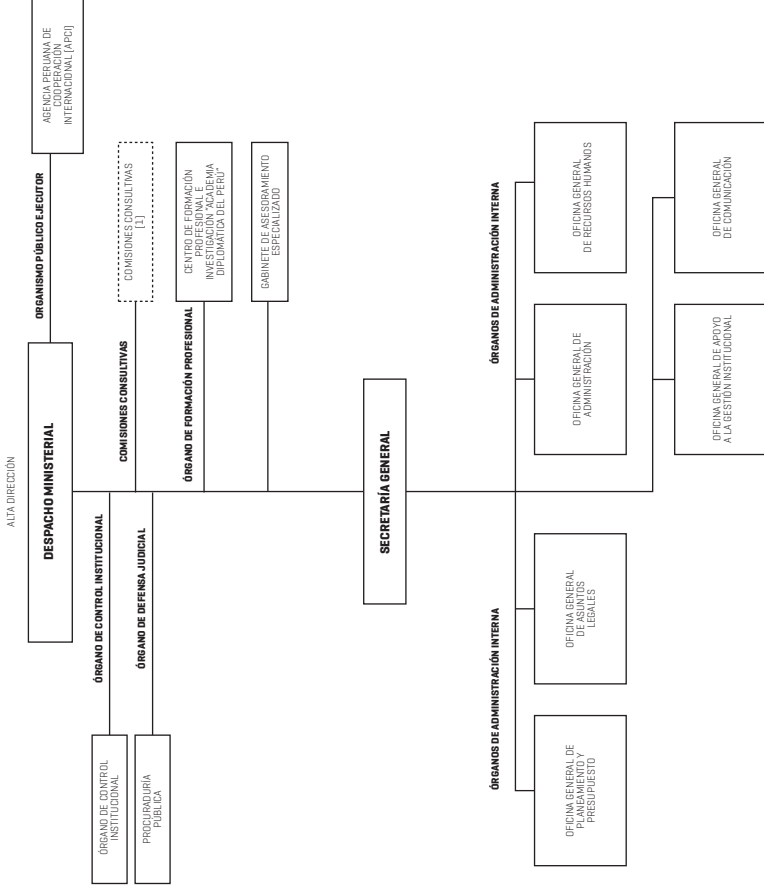 ALTA DIRECCIÓN
DESPACHO MINISTERIAL
ORGANISMO PÚBLICO EJECUTOR
AGENCIA PERUANA DE
COOPERACIÓN
INTERNACIONAL [APCI]
ÓRGANO DE CONTROL INSTITUCIONAL
ÓRGANO DE CONTROL
INSTITUCIONAL
COMISIONES CONSULTIVAS
COMISIONES CONSULTIVAS
[1]
ÓRGANO DE DEFENSA JUDICIAL
PROCURADURÍA
PÚBLICA
ÓRGANO DE FORMACIÓN PROFESIONAL
CENTRO DE FORMACIÓN
PROFESIONAL E
INVESTIGACIÓN "ACADEMIA
DIPLOMÁTICA DEL PERÚ"
GABINETE DE ASESORAMIENTO
ESPECIALIZADO
SECRETARÍA GENERAL
ÓRGANOS DE ADMINISTRACIÓN INTERNA
ÓRGANOS DE ADMINISTRACIÓN INTERNA
OFICINA GENERAL DE
PLANEAMIENTO Y
PRESUPUESTO
OFICINA GENERAL
DE ASUNTOS
LEGALES
OFICINA GENERAL DE
ADMINISTRACIÓN
OFICINA GENERAL
DE RECURSOS HUMANOS
OFICINA GENERAL DE APOYO
A LA GESTIÓN INSTITUCIONAL
OFICINA GENERAL
DE COMUNICACIÓN